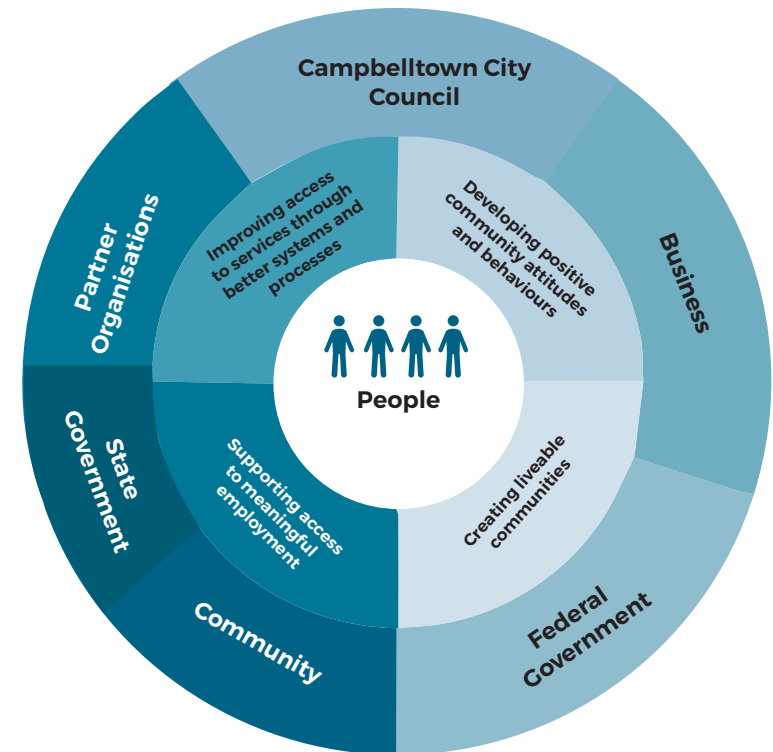 Campbelltown City
Council
Business
Federal
Government
Community
State
Government
Partner
Organisations
Improving access
to services through
better systems and
processes
Developing positive
community attitudes
and behaviours
Creating liveable
communities
Supporting access
to meaningful
employment
People